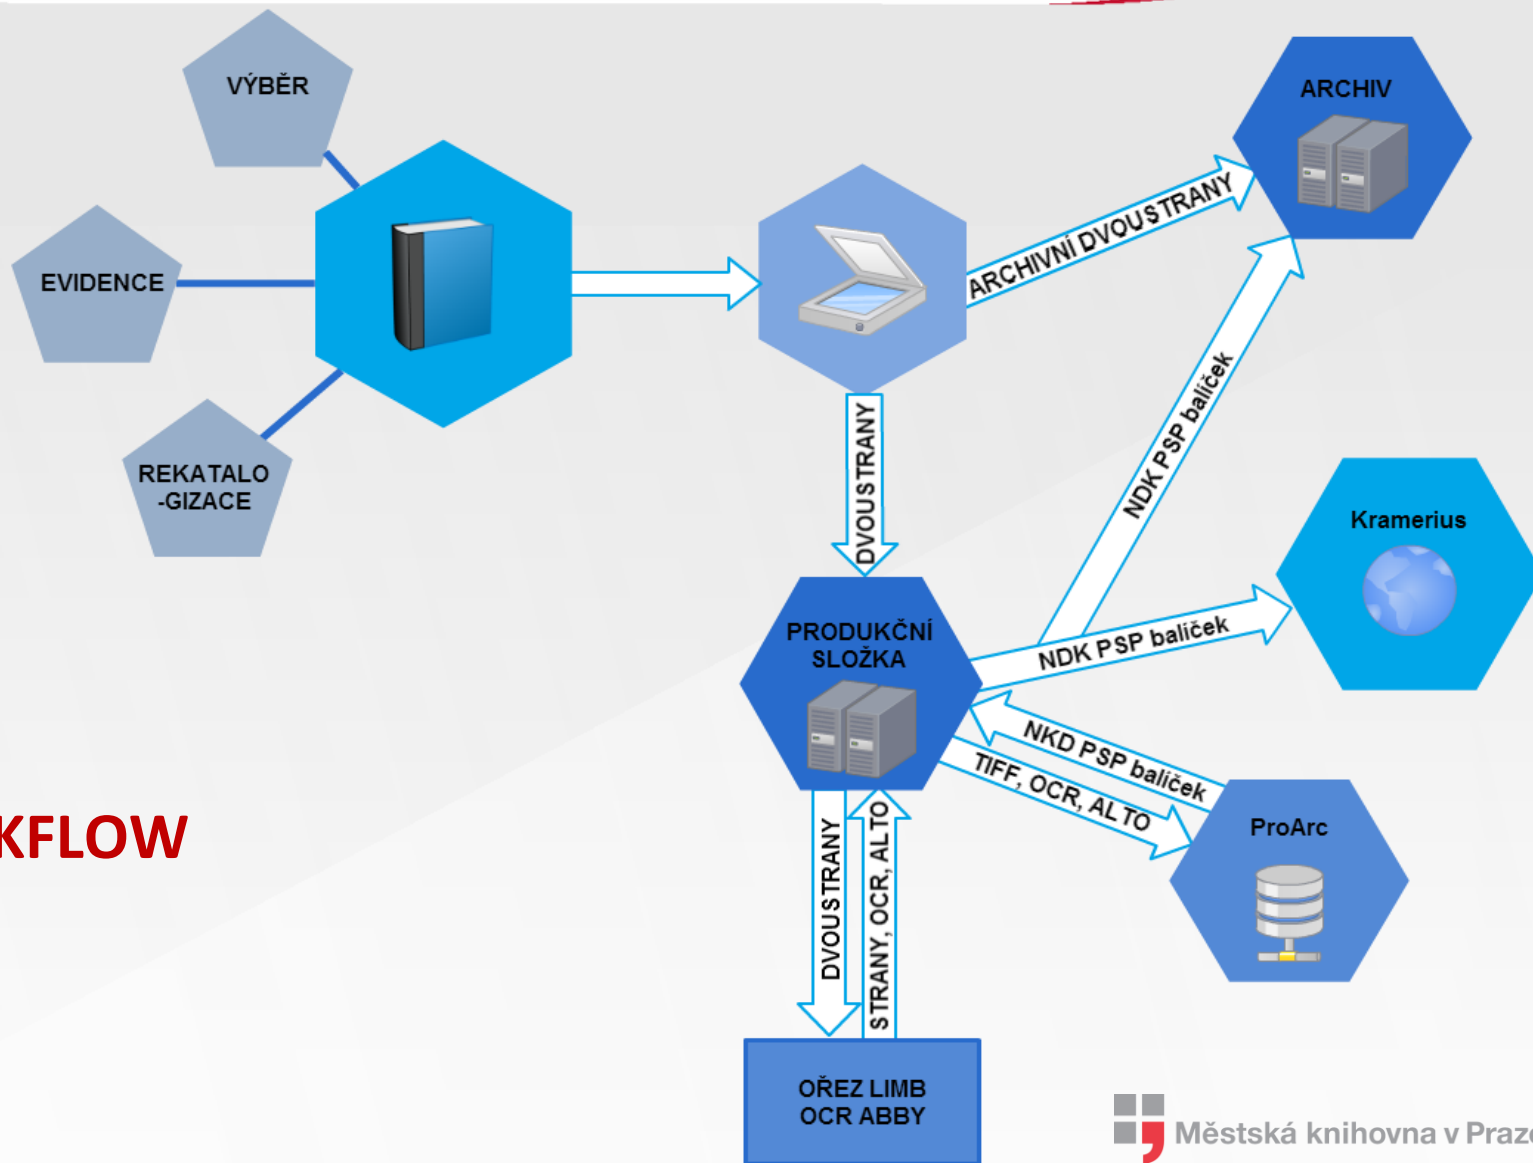 VÝBĚR
EVIDENCE
REKATALO
-GIZACE
ARCHIVNÍ DVOUSTRANY
ARCHIV
DVOUSTRANY
NDK PSP balíček
Kramerius
PRODUKČNÍ
SLOŽKA
NDK PSP balíček
NKD PSP balíček
TIFF, OCR, ALTO
ProArc
KFLOW
DVOUSTRANY
STRANY, OCR, ALTO
OŘEZ LIMB
OCR ABBY
Městská knihovna v Praze